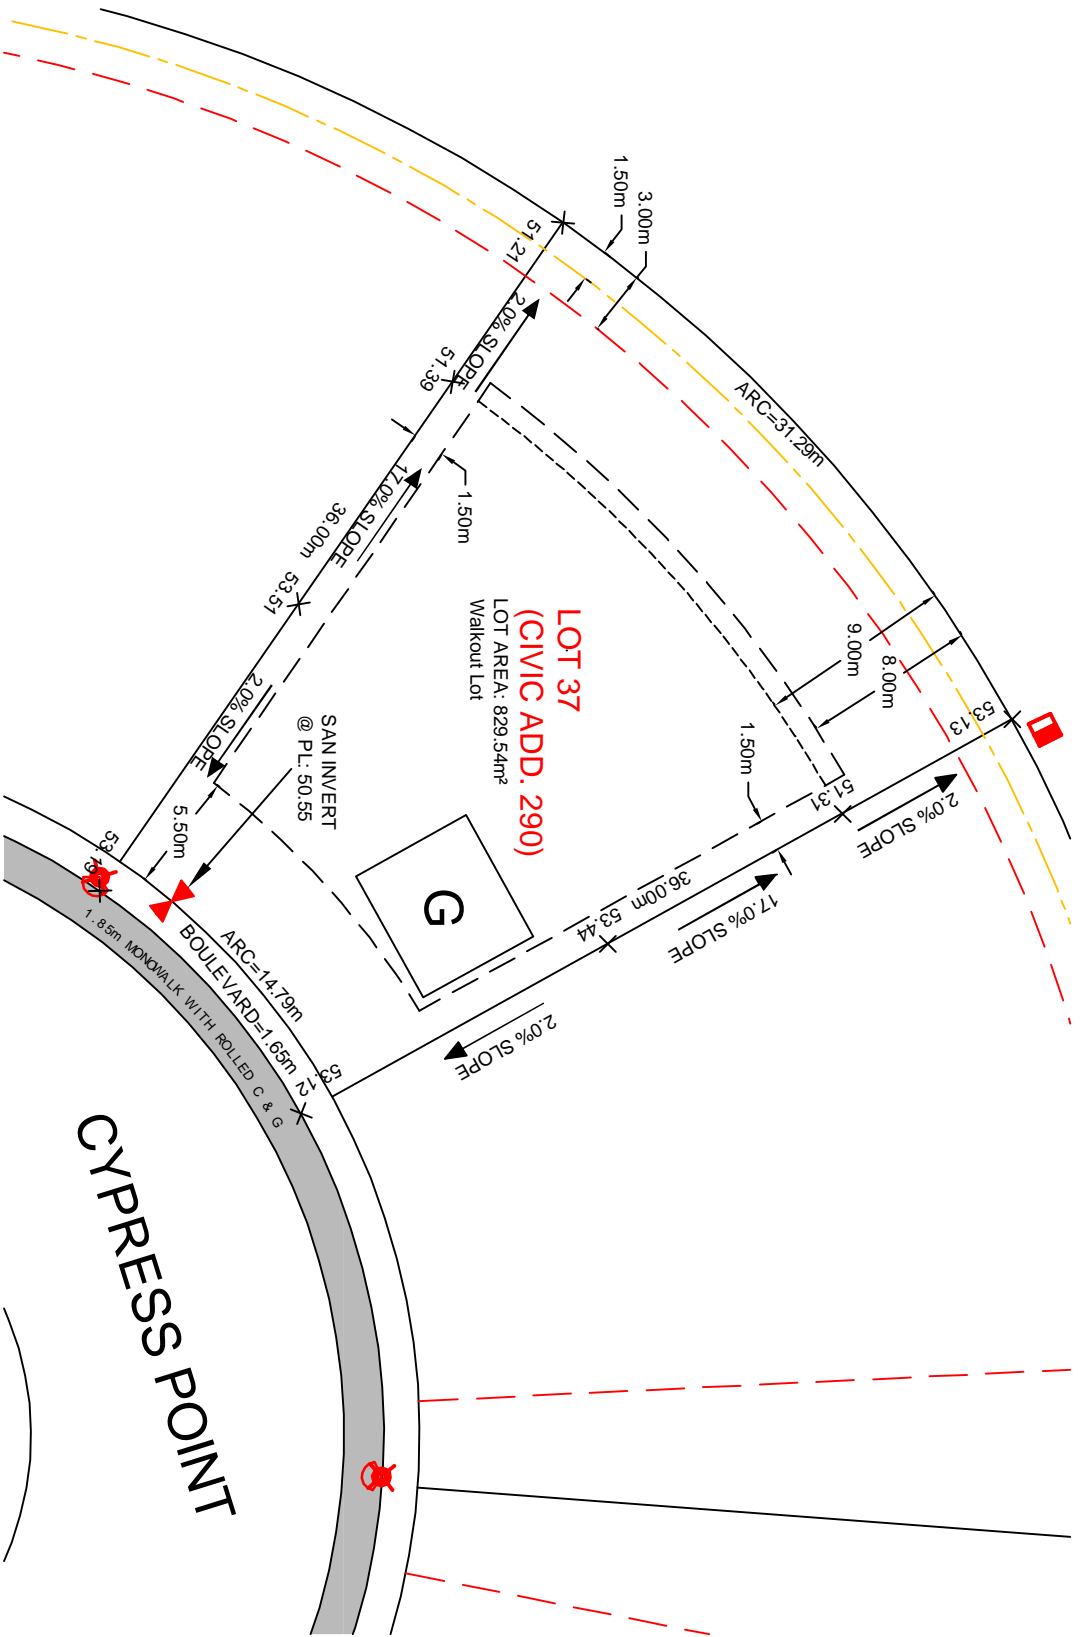 1.50m
3.00m
51.21
2.0% SLOPE
51.39
ARC=31.29m
17.0% SLOPE
1.50m
36.00m
53.51
LOT 37
(CIVIC ADD. 290)
LOT AREA: 829.54m²
Walkout Lot
9.00m
8.00m
53.13
1.50m
51.31
2.0% SLOPE
2.0% SLOPE
SAN INVERT
@ PL: 50.55
5.50m
53.19
G
36.00m
53.44
17.0% SLOPE
2.0% SLOPE
ARC=14.79m
BOULEVARD=1.65m
53.12
1.85m MONOWALK WITH ROLLED C & G
CYPRESS POINT